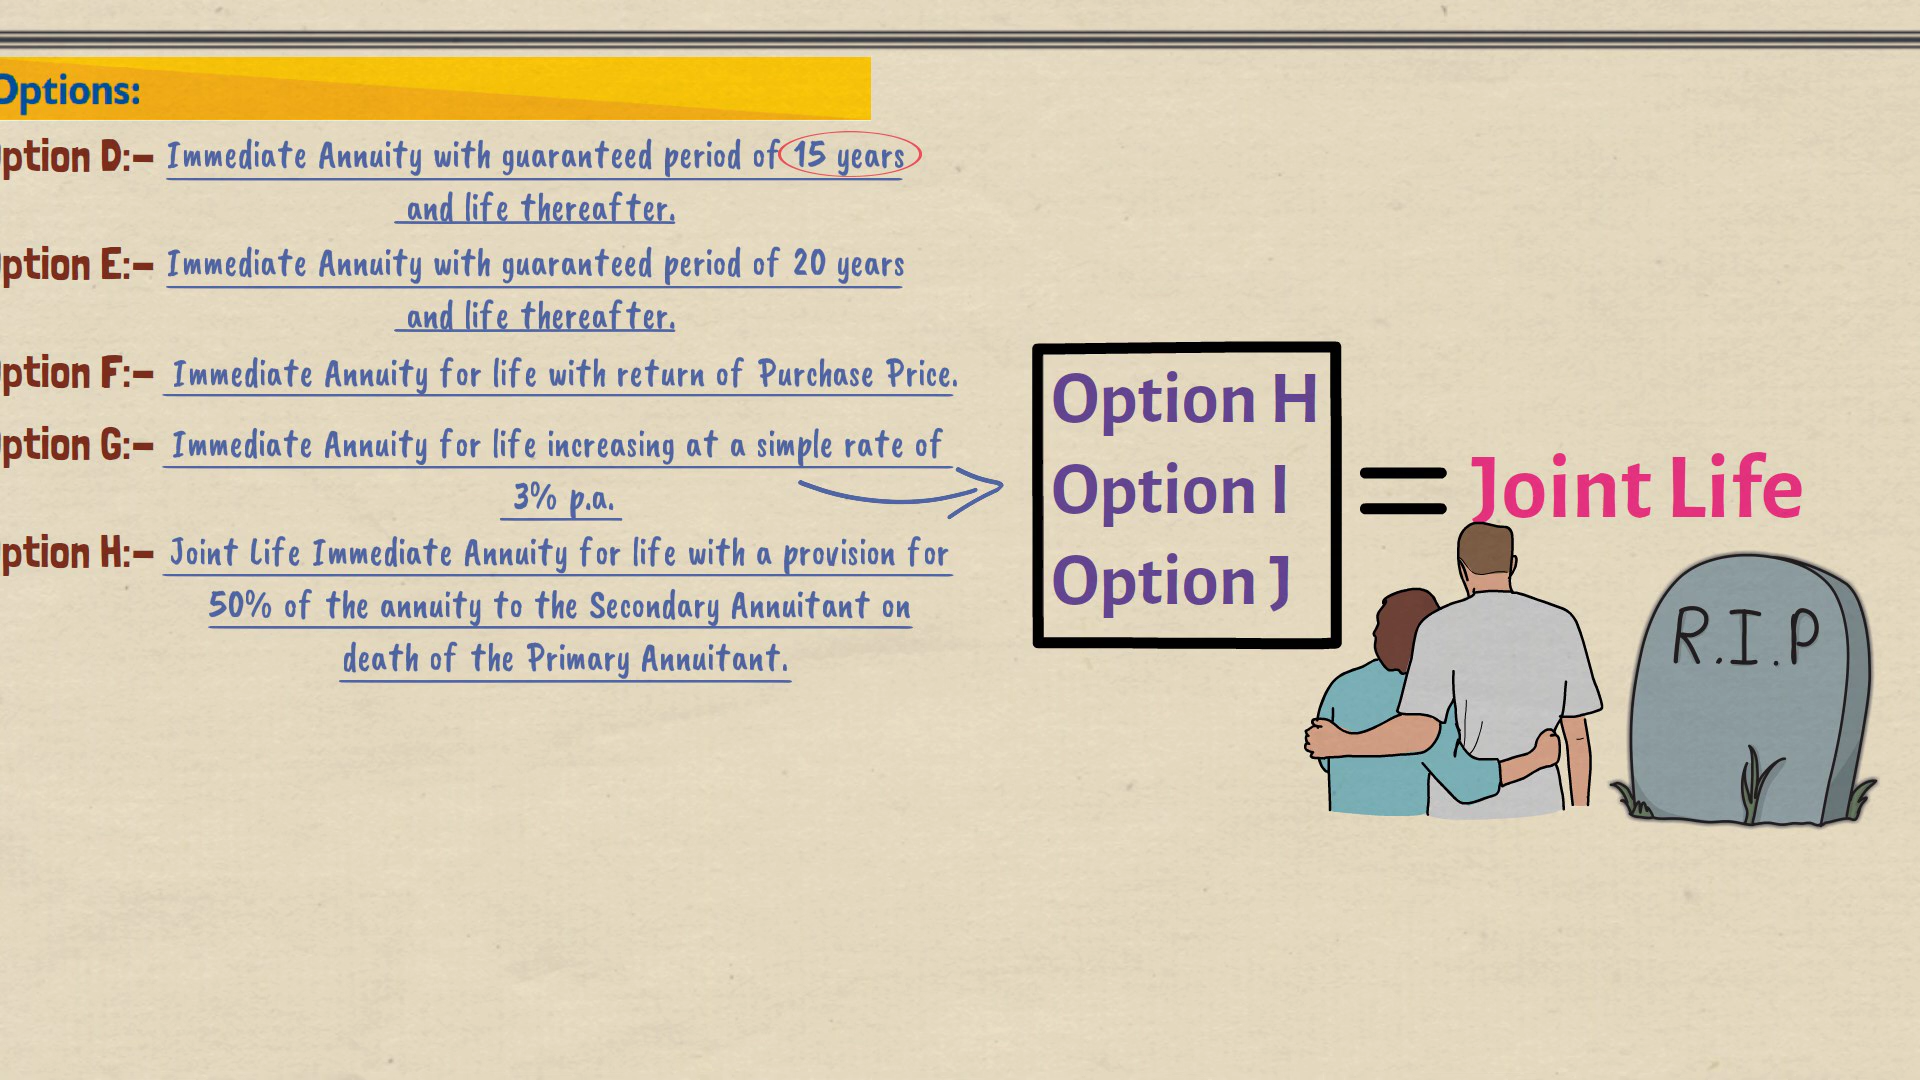 Options:
ption D:- Immediate Annuity with guaranteed period of 15 years
and life thereafter.
ption E:- Immediate Annuity with guaranteed period of 20 years
and life thereafter.
ption F:- Immediate Annuity for life with return of Purchase Price.
ption G:- Immediate Annuity for life increasing at a simple rate of
3% p.a.
ption H:- Joint Life Immediate Annuity for life with a provision for
50% of the annuity to the Secondary Annuitant on
death of the Primary Annuitant.
Option H
Option I
Option J
= Joint Life
R.I.P